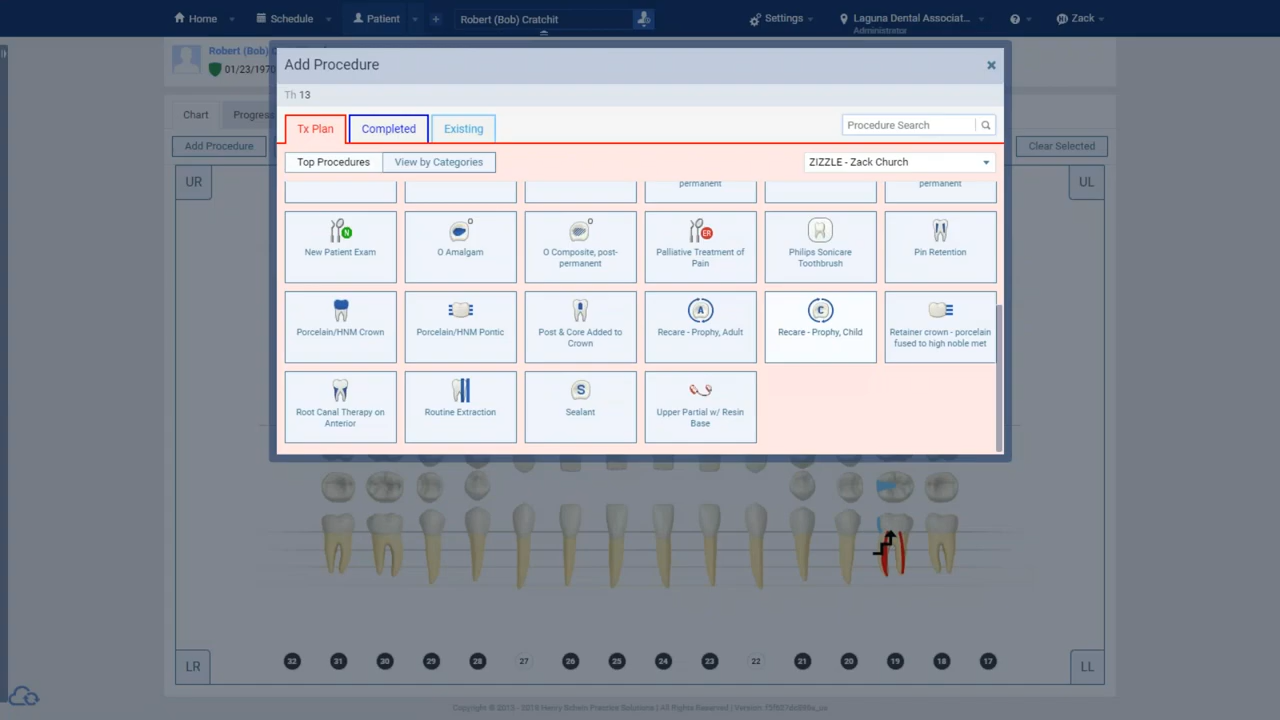 Home
Schedule
Patient
+
Robert (Bob) Cratchit
Settings
Laguna Dental Associat...
Administrator
?
Zack
Robert (Bob) C
01/23/1970
Add Procedure
×
Th 13
Chart
Progres
Tx Plan
Completed
Existing
Procedure Search
Add Procedure
Clear Selected
Top Procedures
View by Categories
ZIZZLE - Zack Church
UR
UL
permanent
permanent
N
ER
New Patient Exam
O Amalgam
O Composite, post-
permanent
Palliative Treatment of
Pain
Philips Sonicare
Toothbrush
Pin Retention
A
C
Porcelain/HNM Crown
Porcelain/HNM Pontic
Post & Core Added to
Crown
Recare - Prophy, Adult
Recare - Prophy, Child
Retainer crown - porcelain
fused to high noble met
S
Root Canal Therapy on
Anterior
Routine Extraction
Sealant
Upper Partial w/ Resin
Base
LR
32 31 30 29 28 27 26 25 24 23 22 21 20 19 18 17
LL